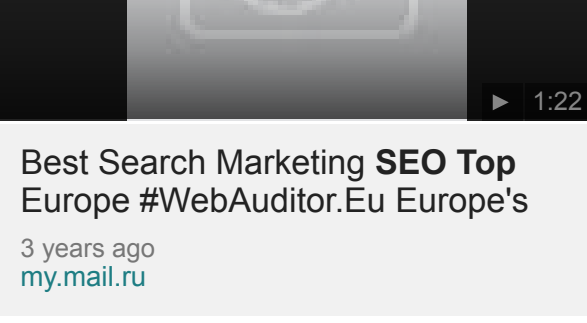 1:22
Best Search Marketing SEO Top
Europe #WebAuditor.Eu Europe's
3 years ago
my.mail.ru